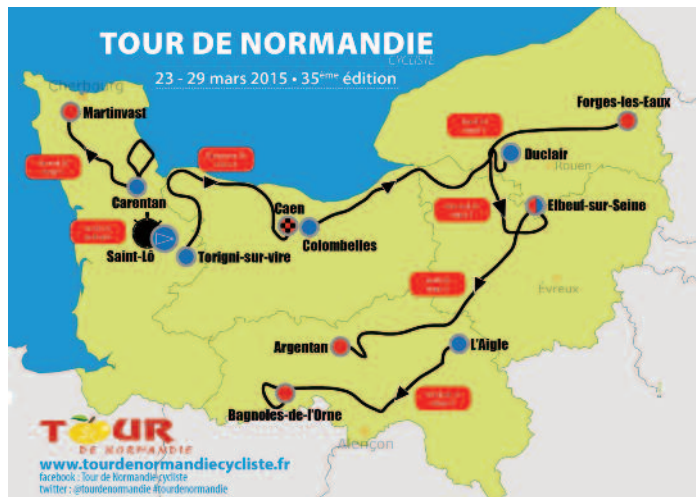 TOUR DE NORMANDIE
CYCLISTE
23 - 29 mars 2015 • 35ème édition
Cherbourg
Martinvast
Forges-les-Eaux
Duclair
Rouen
Carentan
Caen
Elbeuf-sur-Seine
Colombelles
Saint-Lô
Torigni-sur-vire
Évreux
Argentan
L'Aigle
Bagnoles-de-l'Orne
Alençon
TOUR
DE NORMANDIE
www.tourdenormandiecycliste.fr
facebook : Tour de Normandie cycliste
twitter : @tourdenormandie #tourdenormandie